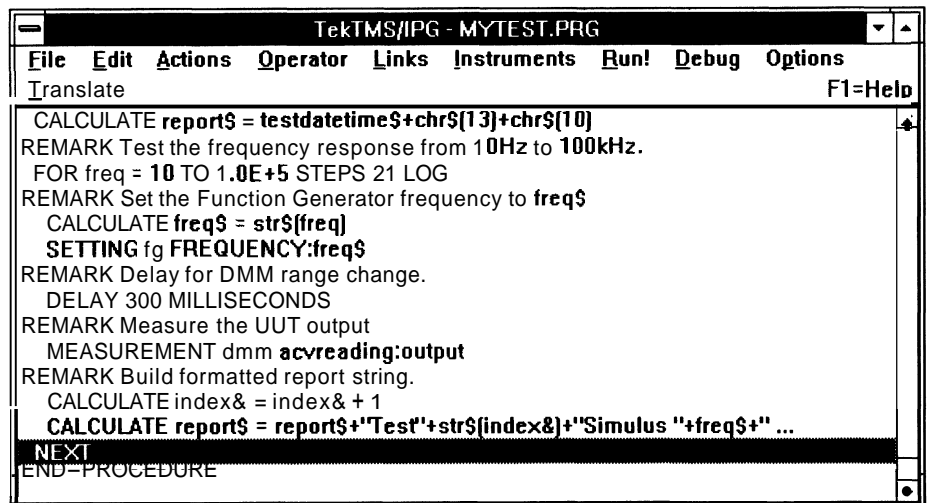 TekTMS/IPG - MYTEST.PRG
File Edit Actions Operator Links Instruments Run! Debug Options
Translate F1=Help
CALCULATE report$ = testdatetime$+chr$(13)+chr$(10)
REMARK Test the frequency response from 10Hz to 100kHz.
FOR freq = 10 TO 1.0E+5 STEPS 21 LOG
REMARK Set the Function Generator frequency to freq$
CALCULATE freq$ = str$(freq)
SETTING fg FREQUENCY:freq$
REMARK Delay for DMM range change.
DELAY 300 MILLISECONDS
REMARK Measure the UUT output
MEASUREMENT dmm acvreading:output
REMARK Build formatted report string.
CALCULATE index& = index& + 1
CALCULATE report$ = report$+"Test"+str$(index&)+"Simulus "+freq$+" ...
NEXT
END-PROCEDURE